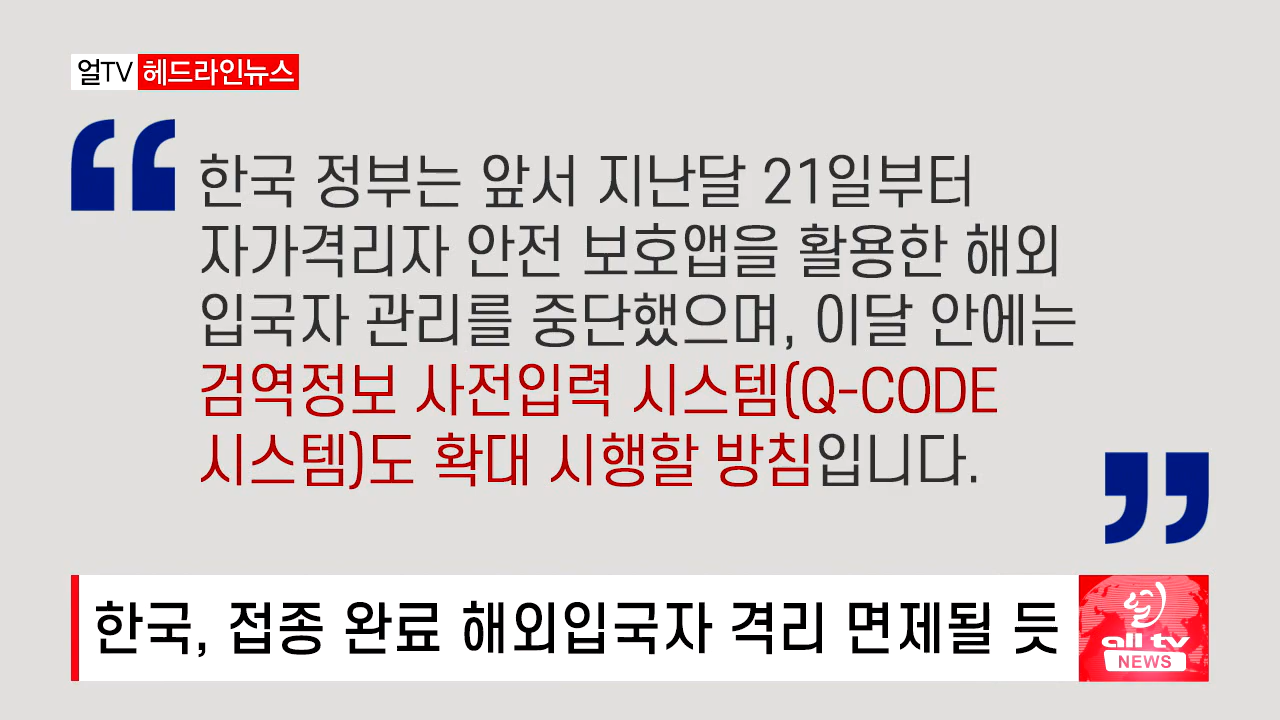 얼TV 헤드라인뉴스
한국 정부는 앞서 지난달 21일부터
자가격리자 안전 보호앱을 활용한 해외
입국자 관리를 중단했으며, 이달 안에는
검역정보 사전입력 시스템(Q-CODE
시스템)도 확대 시행할 방침입니다.
한국, 접종 완료 해외입국자 격리 면제될 듯
all tv
NEWS